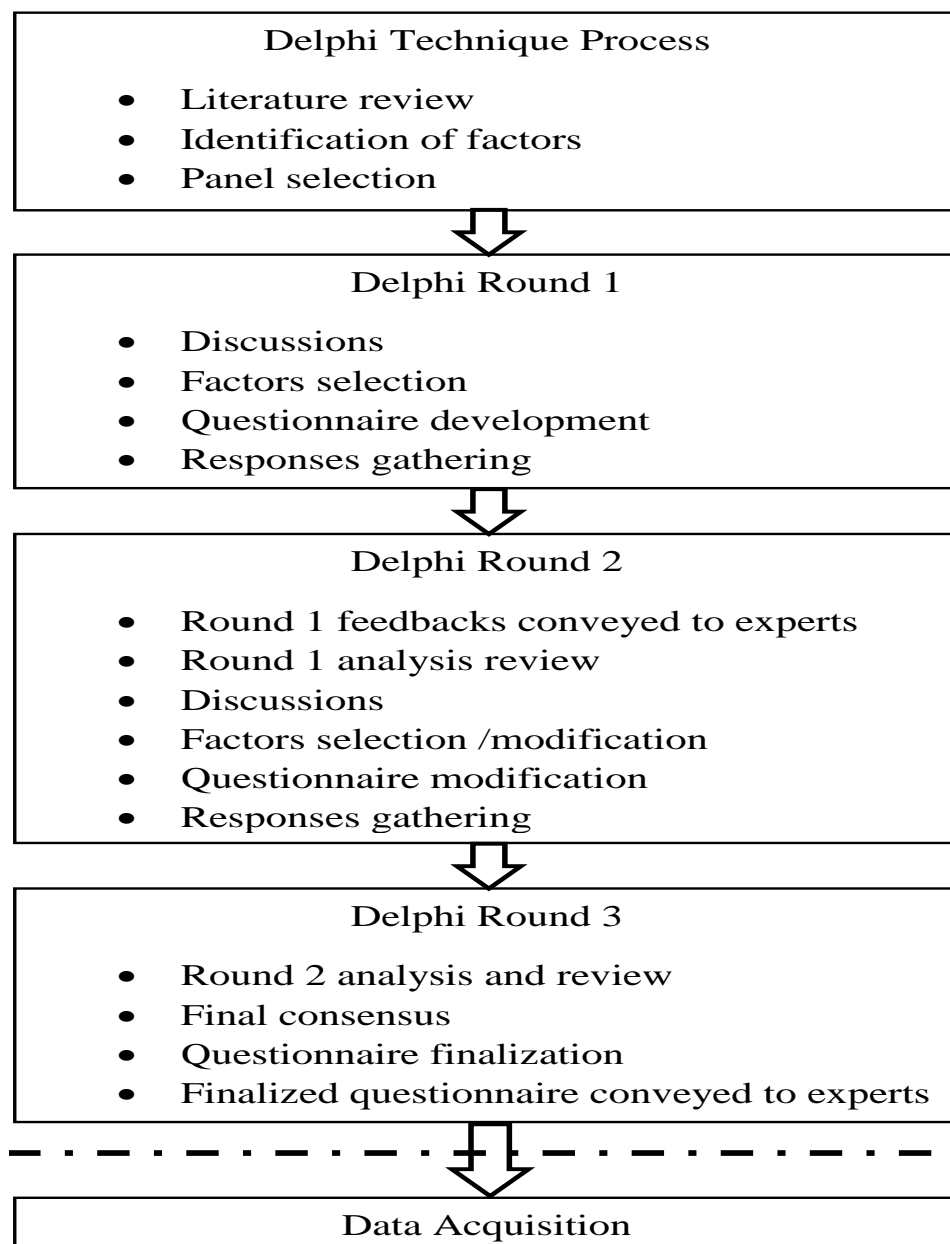 Delphi Technique Process
• Literature review
• Identification of factors
• Panel selection
Delphi Round 1
• Discussions
• Factors selection
• Questionnaire development
• Responses gathering
Delphi Round 2
• Round 1 feedbacks conveyed to experts
• Round 1 analysis review
• Discussions
• Factors selection /modification
• Questionnaire modification
• Responses gathering
Delphi Round 3
• Round 2 analysis and review
• Final consensus
• Questionnaire finalization
• Finalized questionnaire conveyed to experts
Data Acquisition